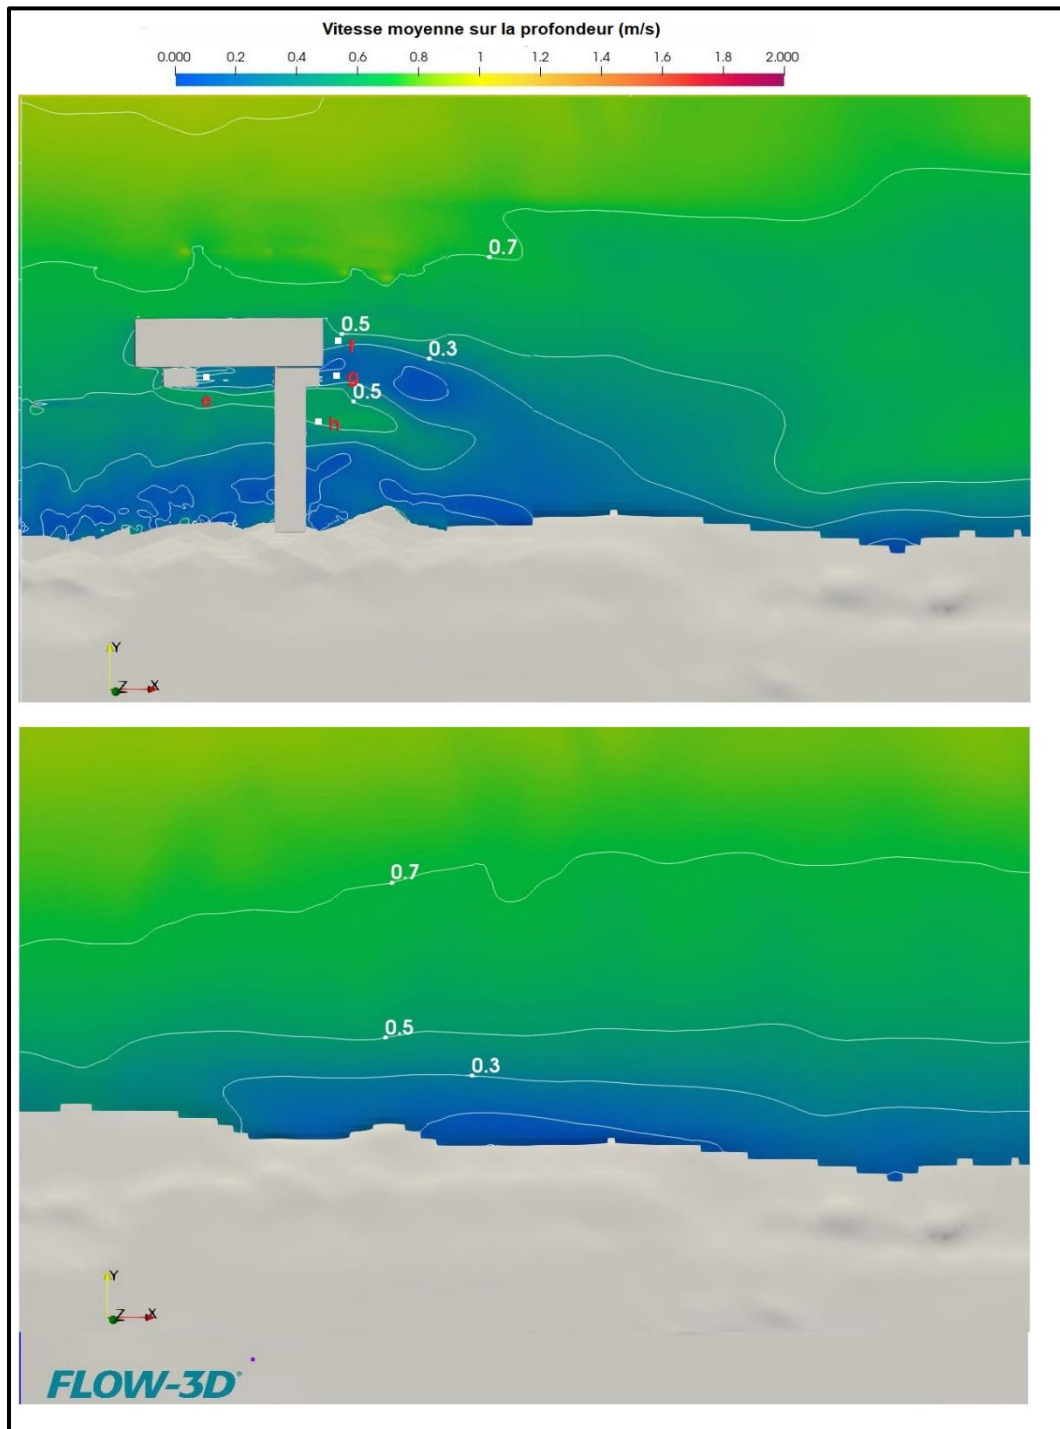 Vitesse moyenne sur la profondeur (m/s)
0.000 0.2 0.4 0.6 0.8 1 1.2 1.4 1.6 1.8 2.000
0.7
0.5
f
0.3
g
0.5
e
h
Y
Z X
0.7
0.5
0.3
Y
Z X
FLOW-3D®